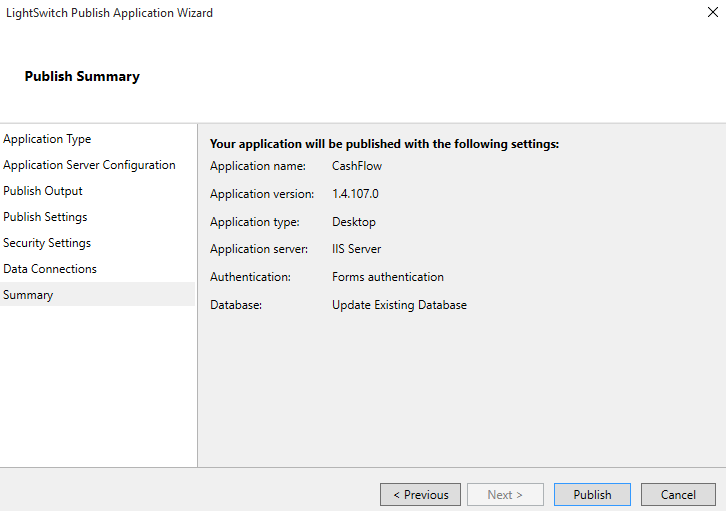 LightSwitch Publish Application Wizard
Publish Summary
Application Type
Application Server Configuration
Publish Output
Publish Settings
Security Settings
Data Connections
Summary
Your application will be published with the following settings:
Application name: CashFlow
Application version: 1.4.107.0
Application type: Desktop
Application server: IIS Server
Authentication: Forms authentication
Database: Update Existing Database
< Previous Next > Publish Cancel